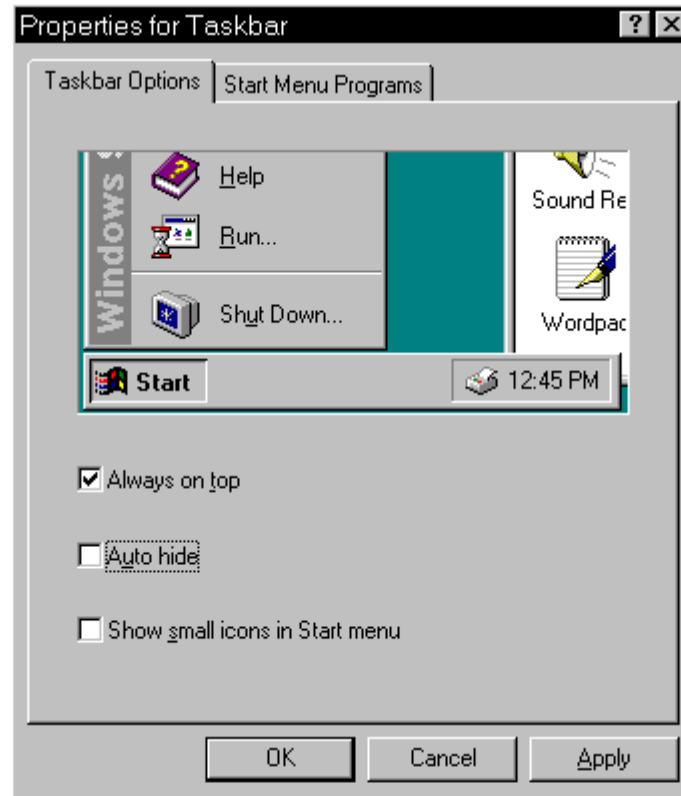 Properties for Taskbar
Taskbar Options
Start Menu Programs
Windows
Help
Run...
Shut Down...
Sound Re
Wordpac
Start
12:45 PM
Always on top
Auto hide
Show small icons in Start menu
OK
Cancel
Apply